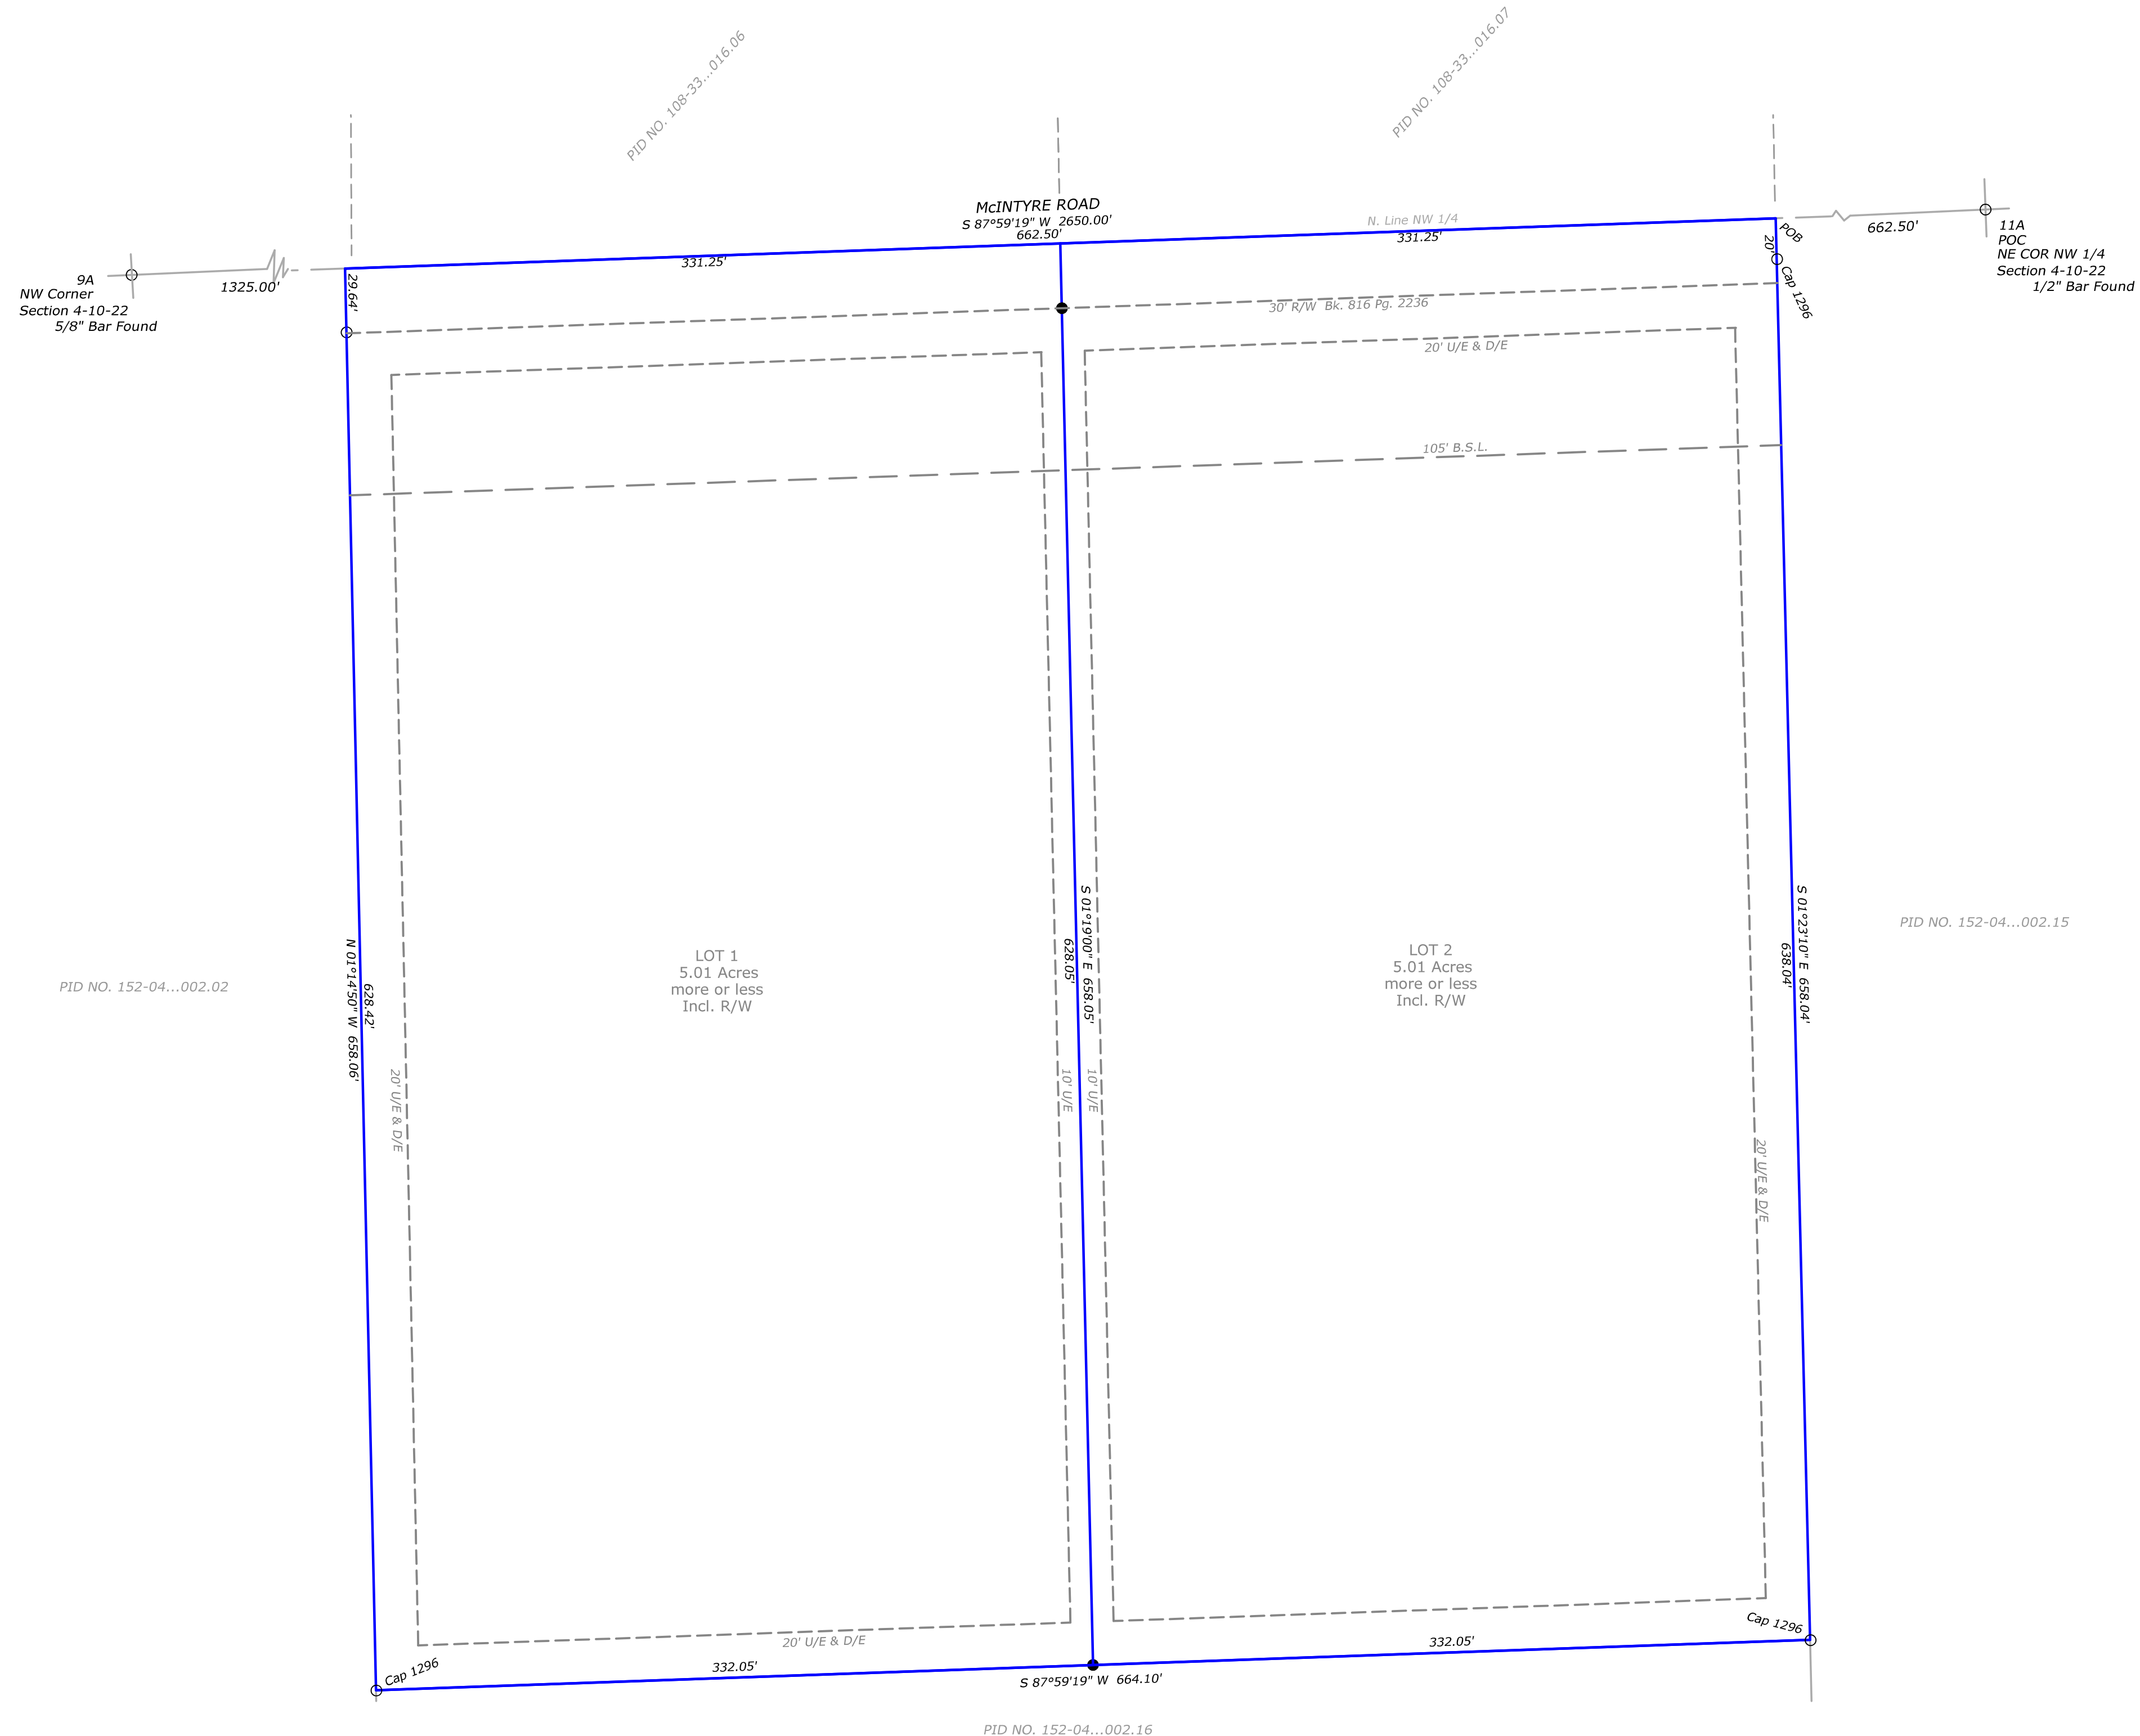 PID NO. 108-33...016.06
PID NO. 108-33...016.07
McINTYRE ROAD
S 87°59'19" W  2650.00'
662.50'
N. Line NW 1/4
331.25'
331.25'
POB
20'
Cap 1296
662.50'
11A
POC
NE COR NW 1/4
Section 4-10-22
1/2" Bar Found
9A
NW Corner
Section 4-10-22
5/8" Bar Found
1325.00'
29.64'
30' R/W  Bk. 816 Pg. 2236
20' U/E & D/E
105' B.S.L.
N 01°14'50" W  658.06'
628.42'
S 01°19'00" E  658.05'
628.05'
S 01°23'10" E  658.04'
638.04'
PID NO. 152-04...002.15
PID NO. 152-04...002.02
LOT 1
5.01 Acres
more or less
Incl. R/W
LOT 2
5.01 Acres
more or less
Incl. R/W
20' U/E & D/E
10' U/E
10' U/E
20' U/E & D/E
20' U/E & D/E
Cap 1296
Cap 1296
332.05'
332.05'
S 87°59'19" W  664.10'
PID NO. 152-04...002.16